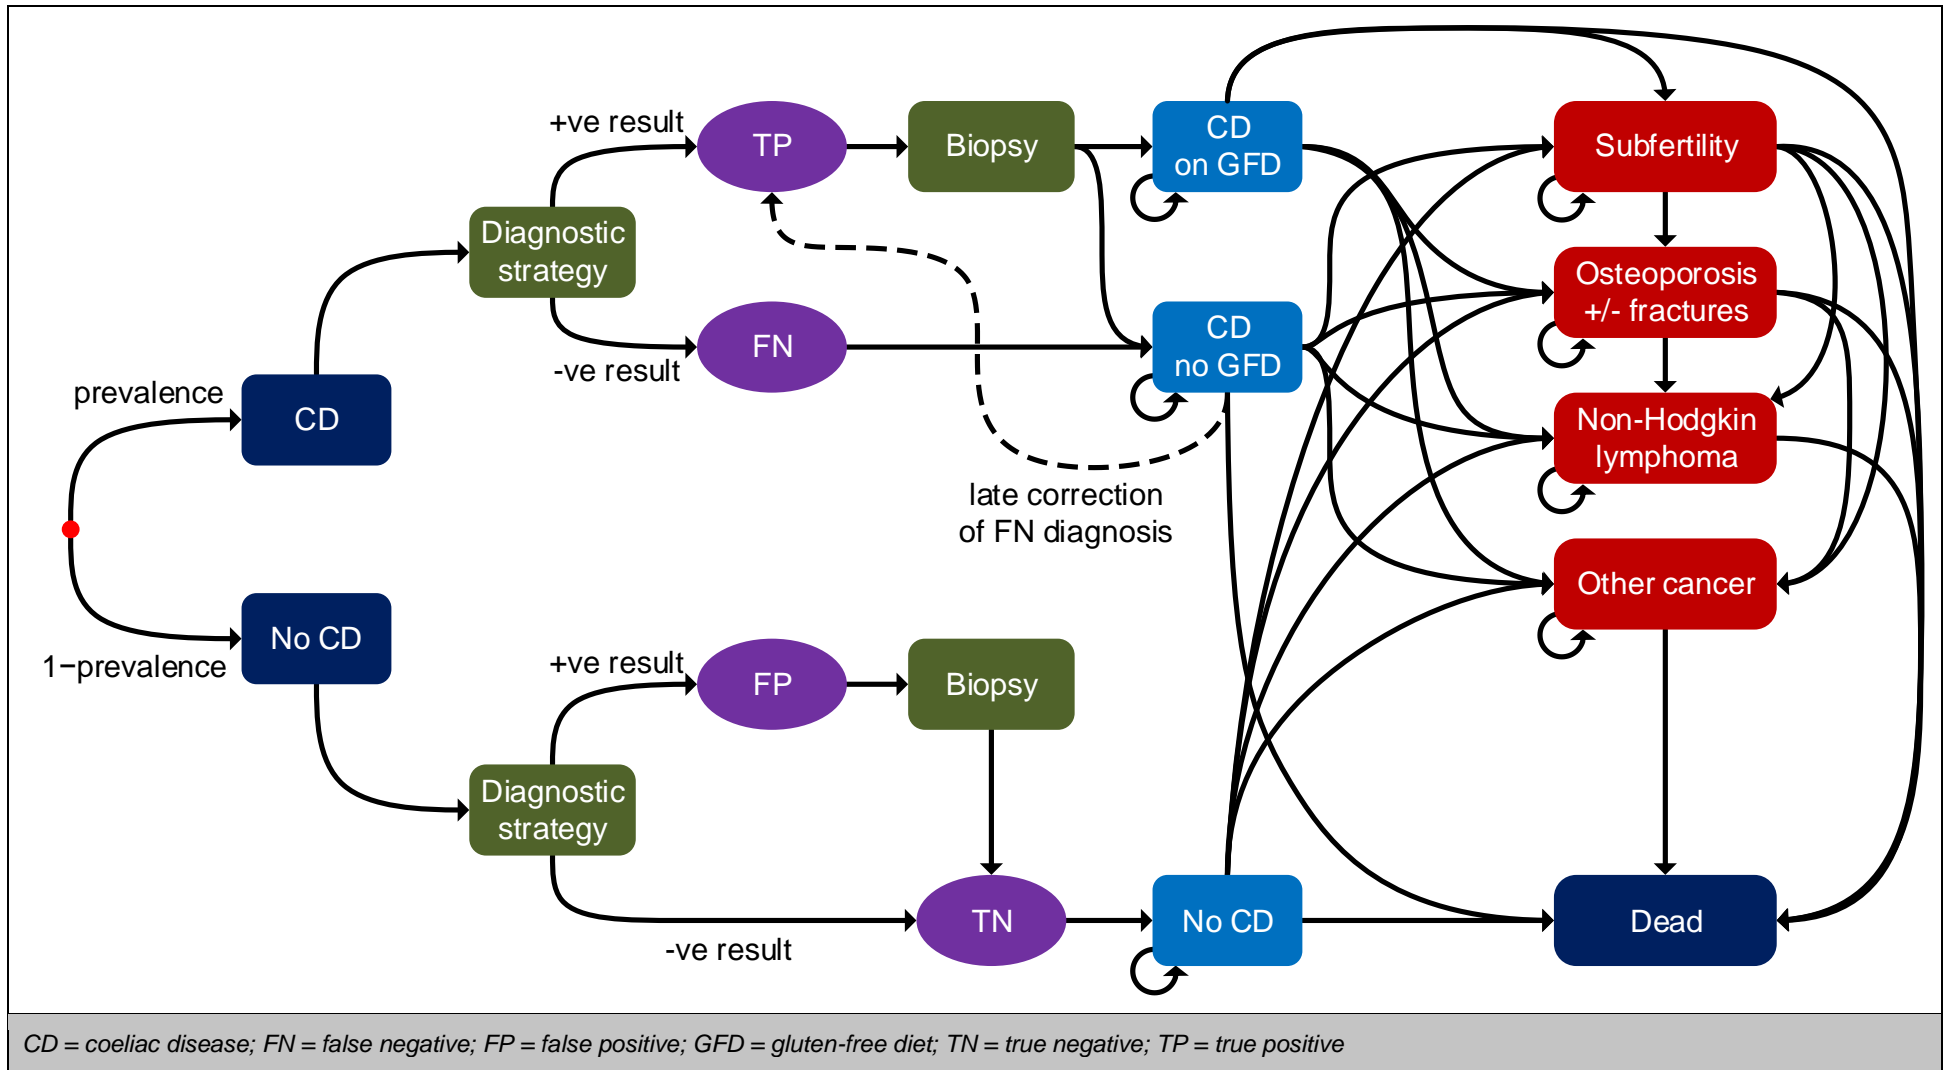 prevalence
CD
1−prevalence
No CD
Diagnostic
strategy
+ve result
-ve result
TP
FN
Biopsy
CD
on GFD
CD
no GFD
late correction
of FN diagnosis
Diagnostic
strategy
+ve result
-ve result
FP
Biopsy
TN
No CD
Subfertility
Osteoporosis
+/- fractures
Non-Hodgkin
lymphoma
Other cancer
Dead
CD = coeliac disease; FN = false negative; FP = false positive; GFD = gluten-free diet; TN = true negative; TP = true positive